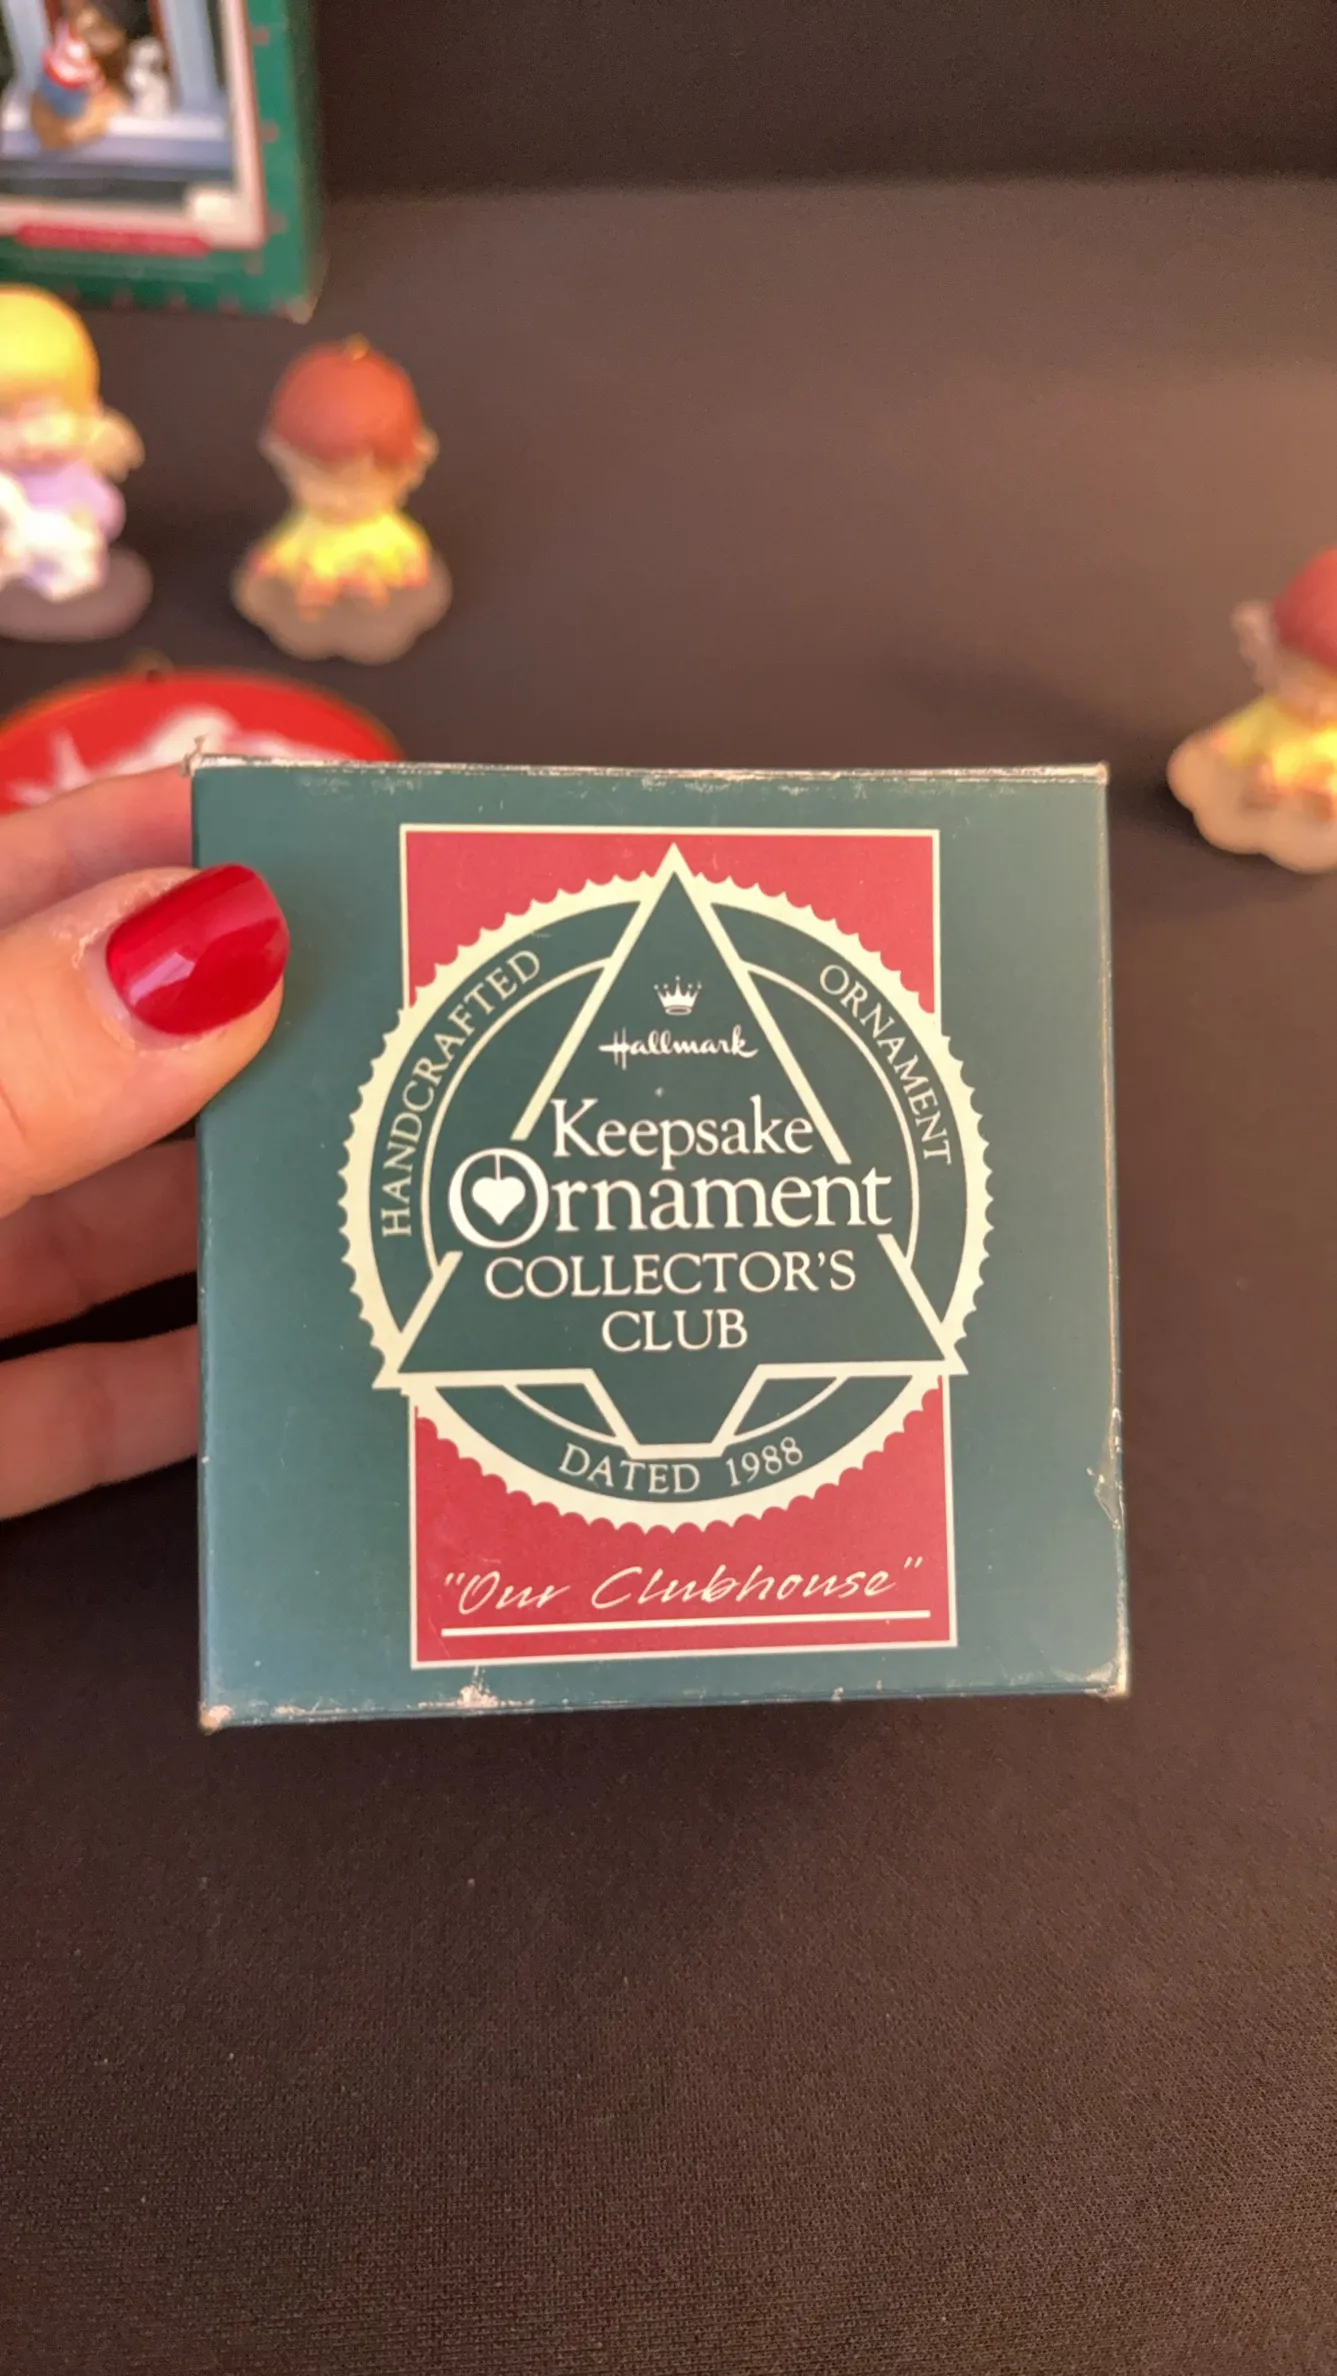 HANDCRAFTED
ORNAMENT
Hallmark
Keepsake
Ornament
COLLECTOR'S
CLUB
DATED 1988
"Our Clubhouse"